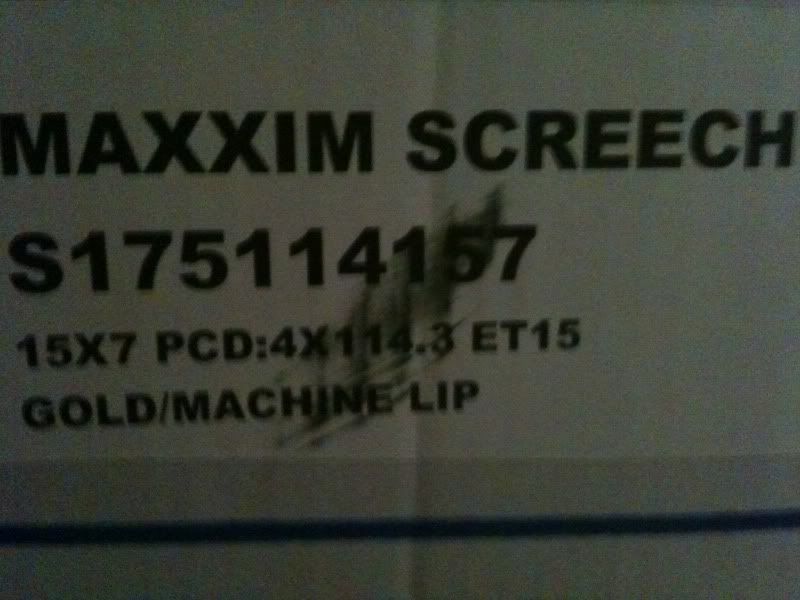 MAXXIM SCREECH
S175114157
15X7 PCD:4X114.3 ET15
GOLD/MACHINE LIP